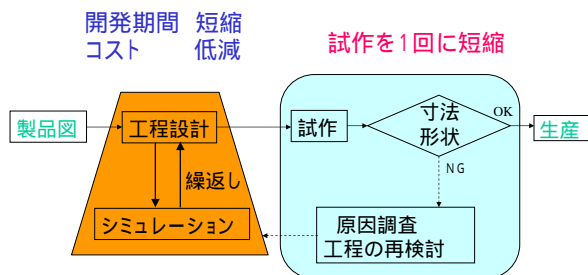 開発期間 短縮
コスト 低減
試作を1回に短縮
製品図
工程設計
試作
寸法
形状
OK
生産
繰返し
NG
シミュレーション
原因調査
工程の再検討